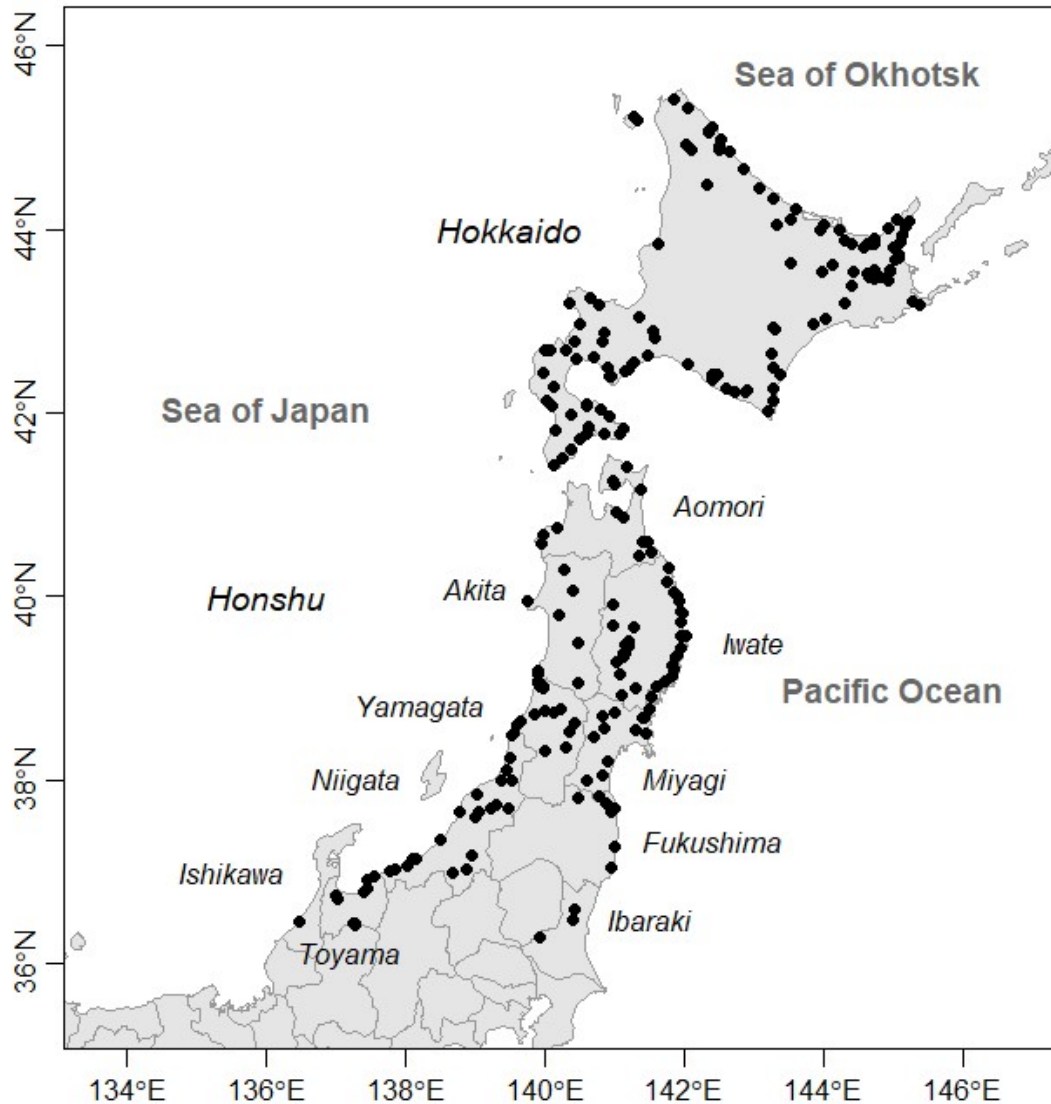 46°N
Sea of Okhotsk
44°N
Hokkaido
42°N
Sea of Japan
Aomori
40°N
Akita
Honshu
Iwate
Pacific Ocean
Yamagata
38°N
Niigata
Miyagi
Fukushima
Ishikawa
Ibaraki
36°N
Toyama
134°E 136°E 138°E 140°E 142°E 144°E 146°E